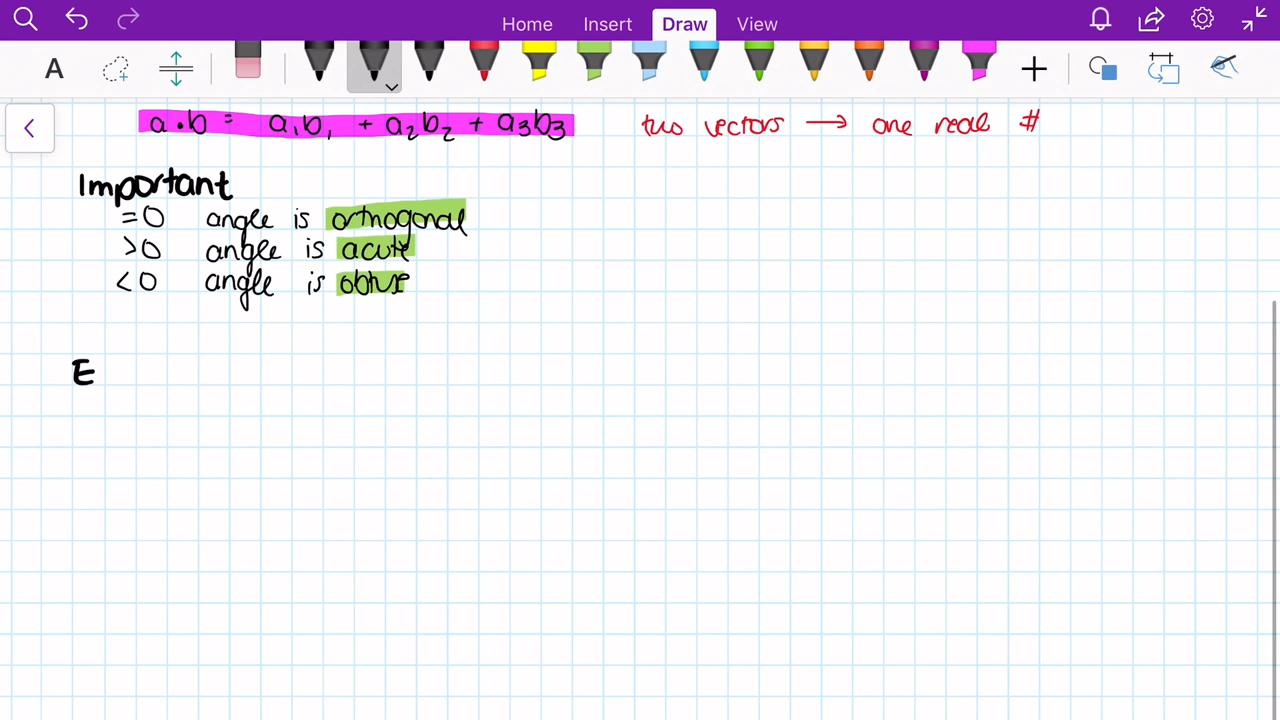 Home Insert Draw View
A
a • b = a₁b₁ + a₂b₂ + a₃b₃ two vectors → one real #
Important
=0 angle is orthogonal
>0 angle is acute
<0 angle is obtuse
E